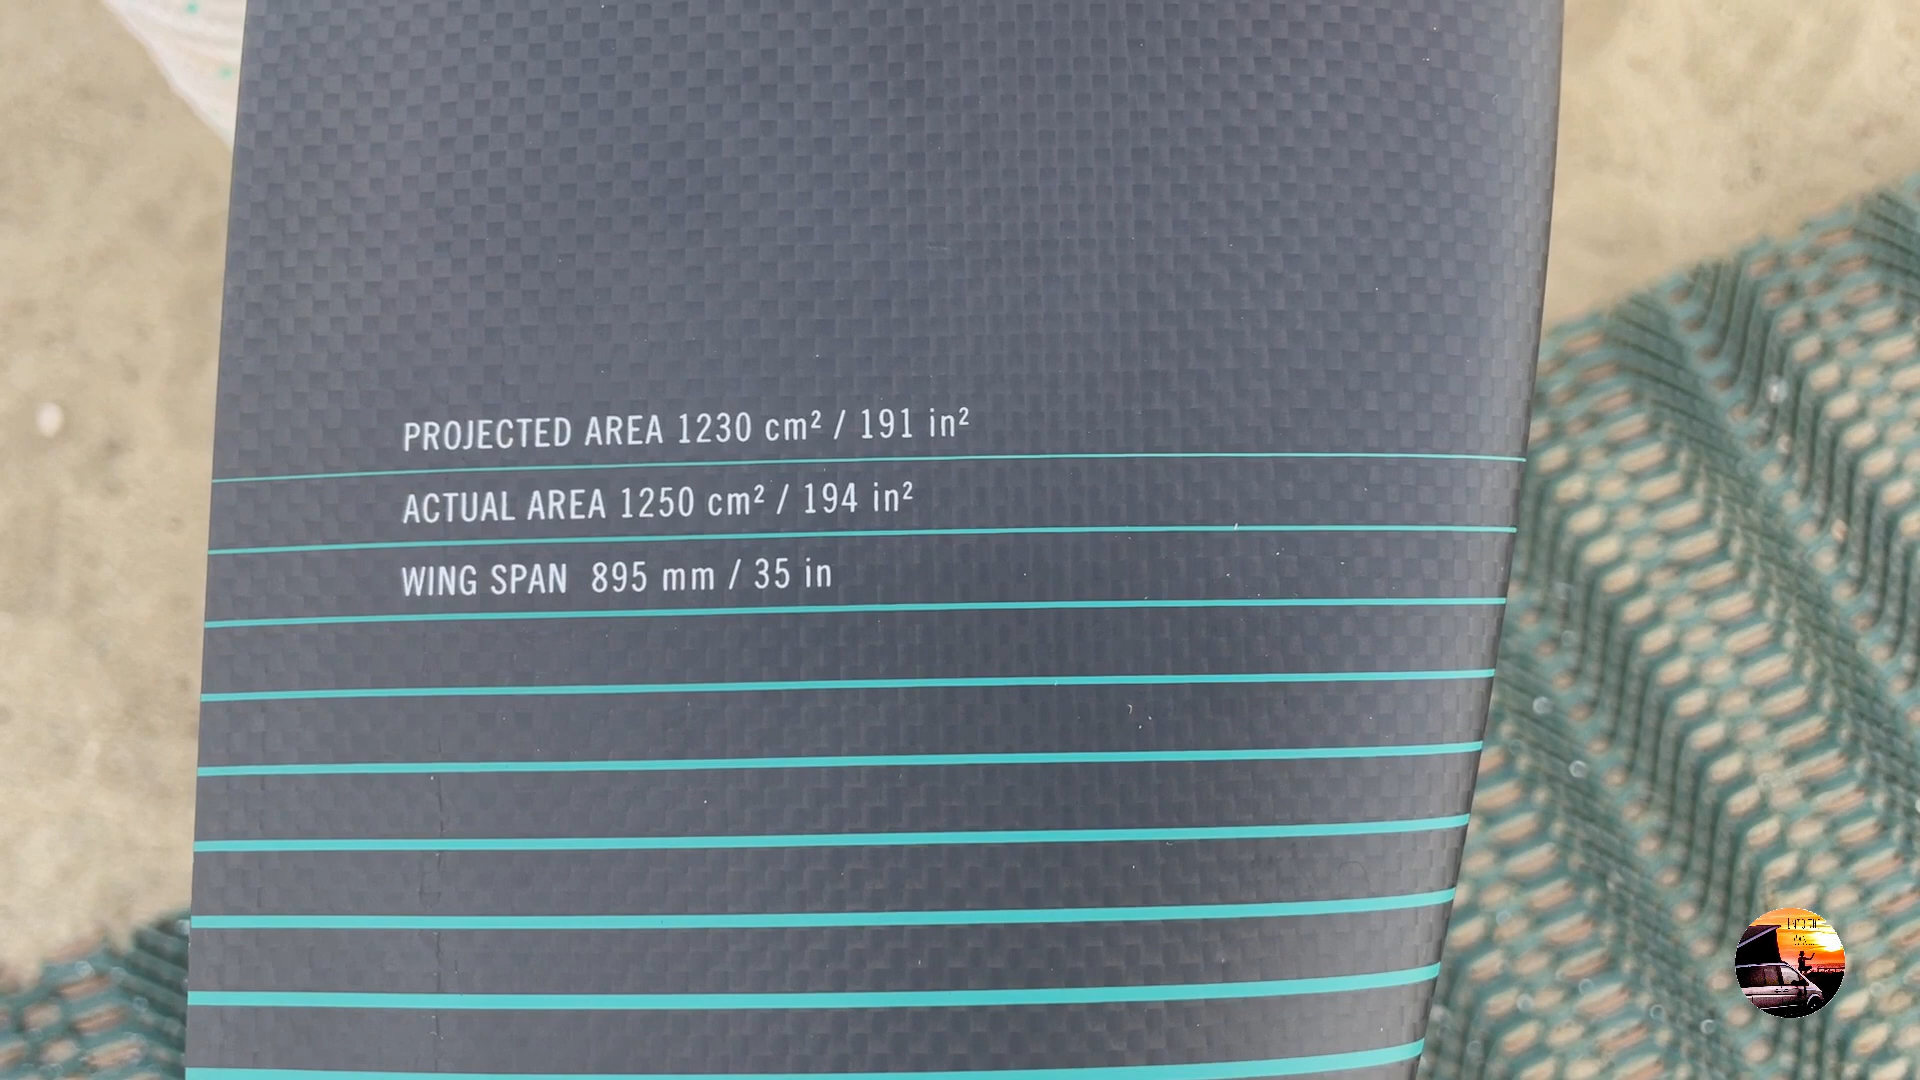 PROJECTED AREA 1230 cm² / 191 in²
ACTUAL AREA 1250 cm² / 194 in²
WING SPAN 895 mm / 35 in